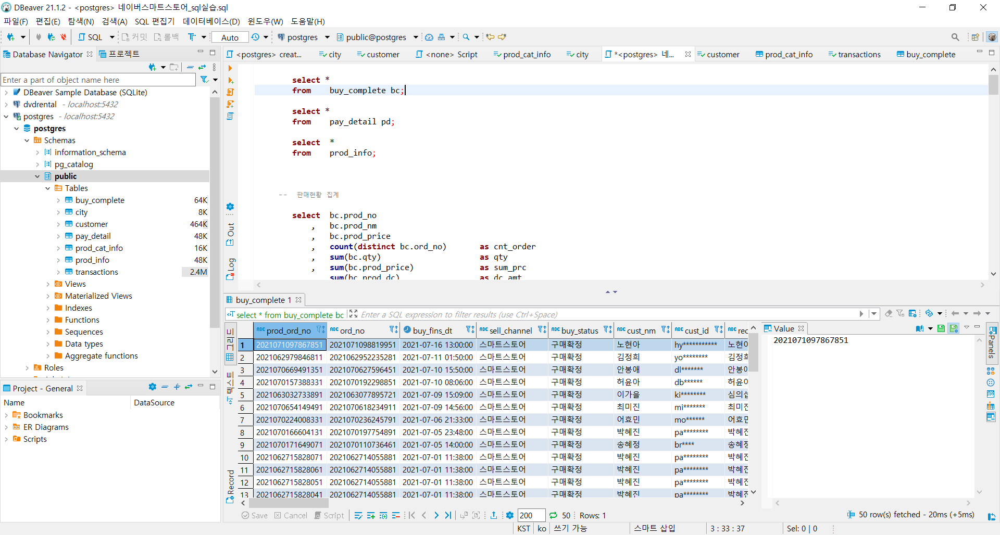 DBeaver 21.1.2 - <postgres> 네이버스마트스토어_sql실습.sql
파일(F) 편집(E) 탐색(N) 검색(A) SQL 편집기 데이터베이스(D) 윈도우(W) 도움말(H)
SQL 커밋 롤백 Auto postgres public@postgres
Database Navigator 프로젝트
Enter a part of object name here
DBeaver Sample Database (SQLite)
dvdrental - localhost:5432
postgres - localhost:5432
postgres
Schemas
information_schema
pg_catalog
public
Tables
buy_complete 64K
city 8K
customer 464K
pay_detail 48K
prod_cat_info 16K
prod_info 48K
transactions 2.4M
Views
Materialized Views
Indexes
Functions
Sequences
Data types
Aggregate functions
Roles
Project - General
Name DataSource
Bookmarks
ER Diagrams
Scripts
<postgres> creat... city customer <none> Script prod_cat_info city *<postgres> 네... customer prod_cat_info transactions buy_complete
select *
from buy_complete bc;
select *
from pay_detail pd;
select *
from prod_info;
-- 판매현황 집계
select bc.prod_no
, bc.prod_nm
, bc.prod_price
, count(distinct bc.ord_no) as cnt_order
, sum(bc.qty) as qty
, sum(bc.prod_price) as sum_prc
sum(bc.prod_dc) as dc_amt
Out
Log
buy_complete 1
select * from buy_complete bc Enter a SQL expression to filter results (use Ctrl+Space)
그리드
텍스트
Record
prod_ord_no ord_no buy_fins_dt sell_channel buy_status cust_nm cust_id rec
1 2021071097867851 2021071098819951 2021-07-16 13:00:00 스마트스토어 구매확정 노현아 hy*********** 노현아
2 2021062979846811 2021062952235281 2021-07-11 01:50:00 스마트스토어 구매확정 김정희 yo******** 김정희
3 2021070669491351 2021070627596451 2021-07-10 15:50:00 스마트스토어 구매확정 안봉애 dl******* 안봉애
4 2021070157388331 2021070192298851 2021-07-10 08:06:00 스마트스토어 구매확정 허윤아 db****** 허윤아
5 2021063032733891 2021063077895721 2021-07-09 15:09:00 스마트스토어 구매확정 이가을 ki******** 심의섭
6 2021070654149491 2021070618234911 2021-07-09 14:56:00 스마트스토어 구매확정 최미진 mi******* 최미진
7 2021070224008331 2021070236245791 2021-07-06 21:33:00 스마트스토어 구매확정 어효민 mo****** 어효민
8 2021070166604131 2021070197754891 2021-07-05 23:48:00 스마트스토어 구매확정 박혜진 pa******** 박혜진
9 2021070171649071 2021070110736461 2021-07-05 14:00:00 스마트스토어 구매확정 송혜정 br**** 송혜정
10 2021062715828071 2021062714055881 2021-07-01 11:38:00 스마트스토어 구매확정 박혜진 pa******** 박혜진
11 2021062715828061 2021062714055881 2021-07-01 11:38:00 스마트스토어 구매확정 박혜진 pa******** 박혜진
12 2021062715828051 2021062714055881 2021-07-01 11:38:00 스마트스토어 구매확정 박혜진 pa******** 박혜진
13 2021062715828041 2021062714055881 2021-07-01 11:38:00 스마트스토어 구매확정 박혜진 pa******** 박혜진
Value
2021071097867851
Panels
Save Cancel Script 200 50 Rows: 1 50 row(s) fetched - 20ms (+5ms)
KST ko 쓰기 가능 스마트 삽입 3 : 33 : 37 Sel: 0 | 0